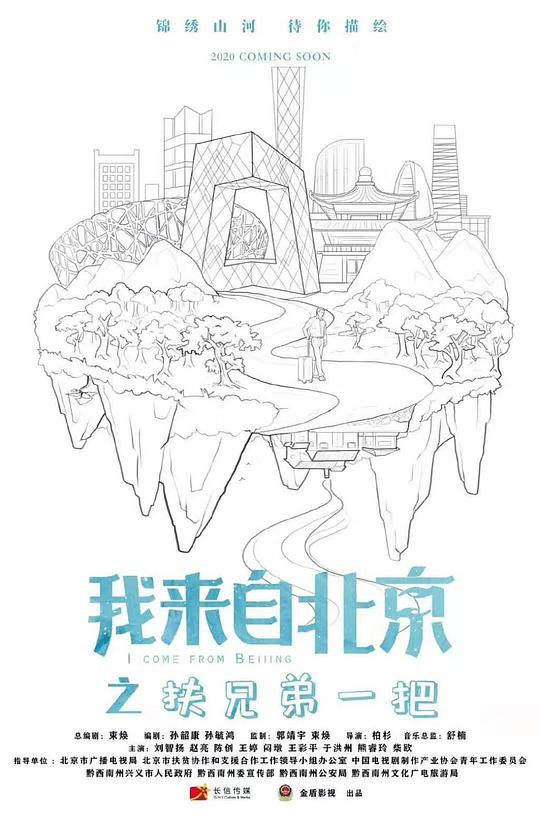 锦绣山河 待你描绘
2020 COMING SOON
我来自北京
I COME FROM BEIJING
之扶兄弟一把
总编剧：束焕 编剧：孙韶康 孙毓鸿 监制：郭靖宇 束焕 导演：柏杉 音乐总监：舒楠
主演：刘智扬 赵亮 陈创 王婷 闷墩 王彩平 于洪州 熊睿玲 柴欧
指导单位：北京市广播电视局 北京市扶贫协作和支援合作工作领导小组办公室 中国电视剧制作产业协会青年工作委员会
黔西南州兴义市人民政府 黔西南州委宣传部 黔西南州公安局 黔西南州文化广电旅游局
长信传媒 金盾影视 出品